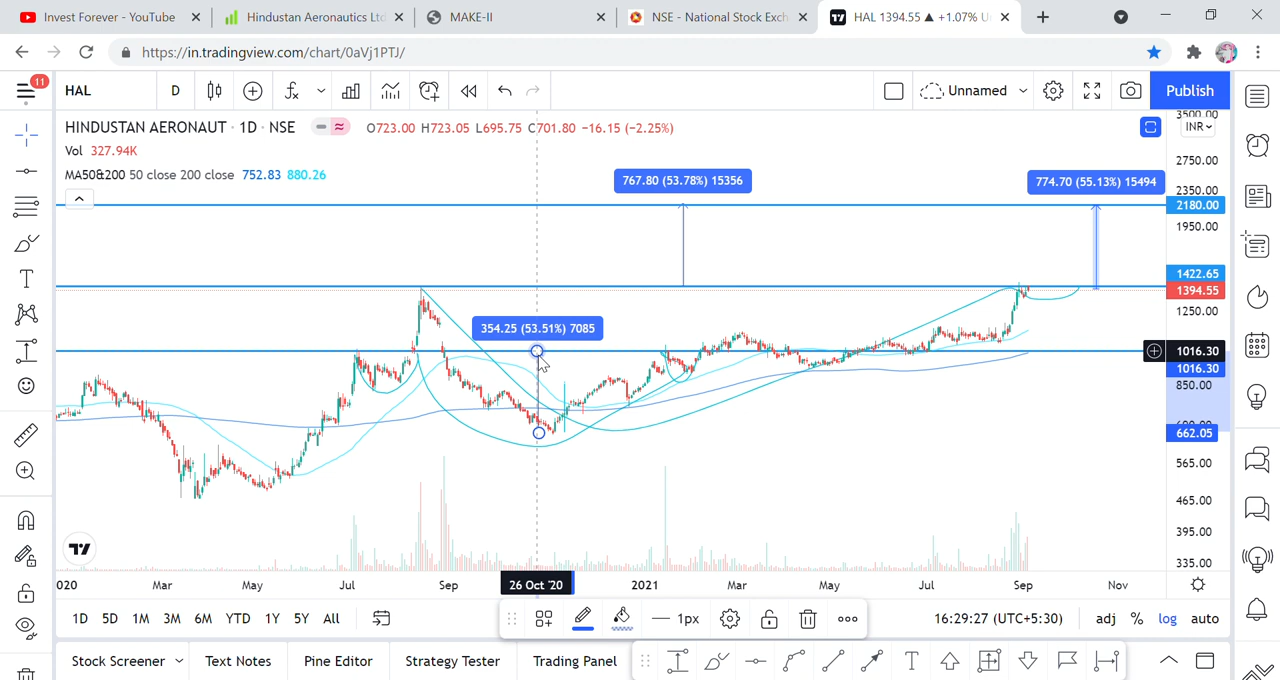 Invest Forever - YouTube
Hindustan Aeronautics Ltd
MAKE-II
NSE - National Stock Exch
HAL 1394.55 ▲ +1.07% U
https://in.tradingview.com/chart/0aVj1PTJ/
11
HAL
D
Unnamed
Publish
HINDUSTAN AERONAUT · 1D · NSE
O723.00 H723.05 L695.75 C701.80 −16.15 (−2.25%)
Vol 327.94K
MA50&200 50 close 200 close 752.83 880.26
INR
3500.00
2750.00
2350.00
2180.00
1950.00
1422.65
1394.55
1250.00
1016.30
1016.30
850.00
662.05
565.00
465.00
395.00
335.00
767.80 (53.78%) 15356
774.70 (55.13%) 15494
354.25 (53.51%) 7085
2020
Mar
May
Jul
Sep
26 Oct '20
2021
Mar
May
Jul
Sep
Nov
1D 5D 1M 3M 6M YTD 1Y 5Y All
1px
16:29:27 (UTC+5:30)
adj % log auto
Stock Screener
Text Notes
Pine Editor
Strategy Tester
Trading Panel